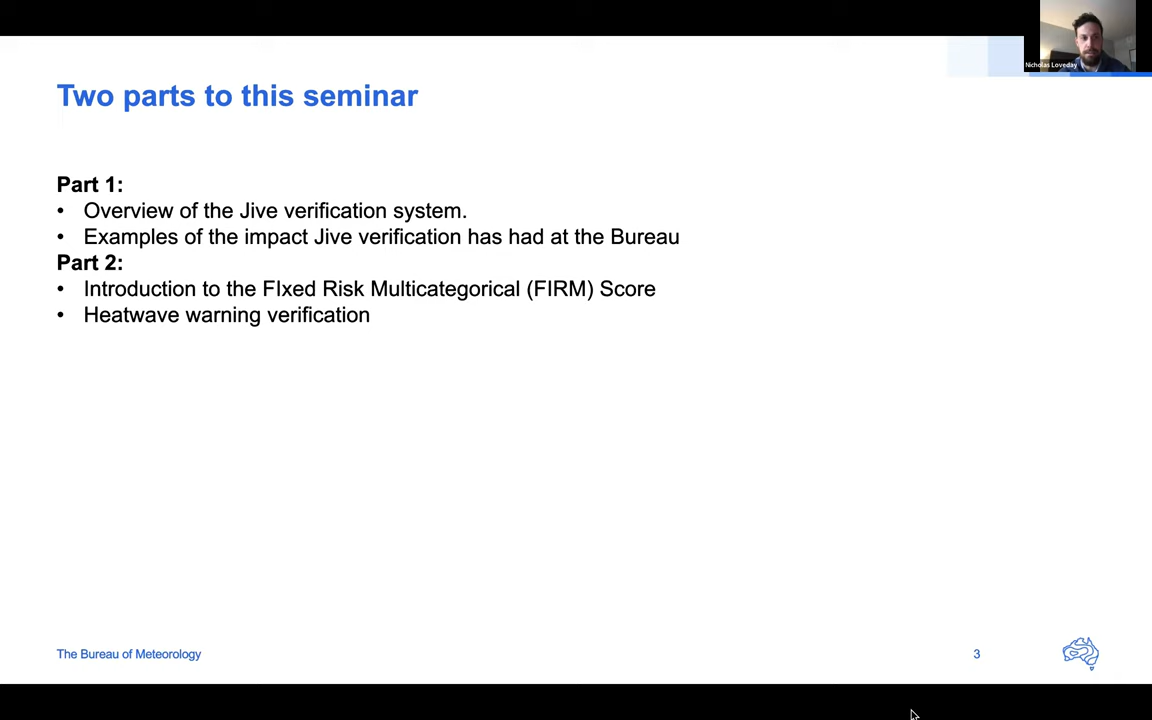 Nicholas Loveday
Two parts to this seminar
Part 1:
• Overview of the Jive verification system.
• Examples of the impact Jive verification has had at the Bureau
Part 2:
• Introduction to the FIxed Risk Multicategorical (FIRM) Score
• Heatwave warning verification
The Bureau of Meteorology
3